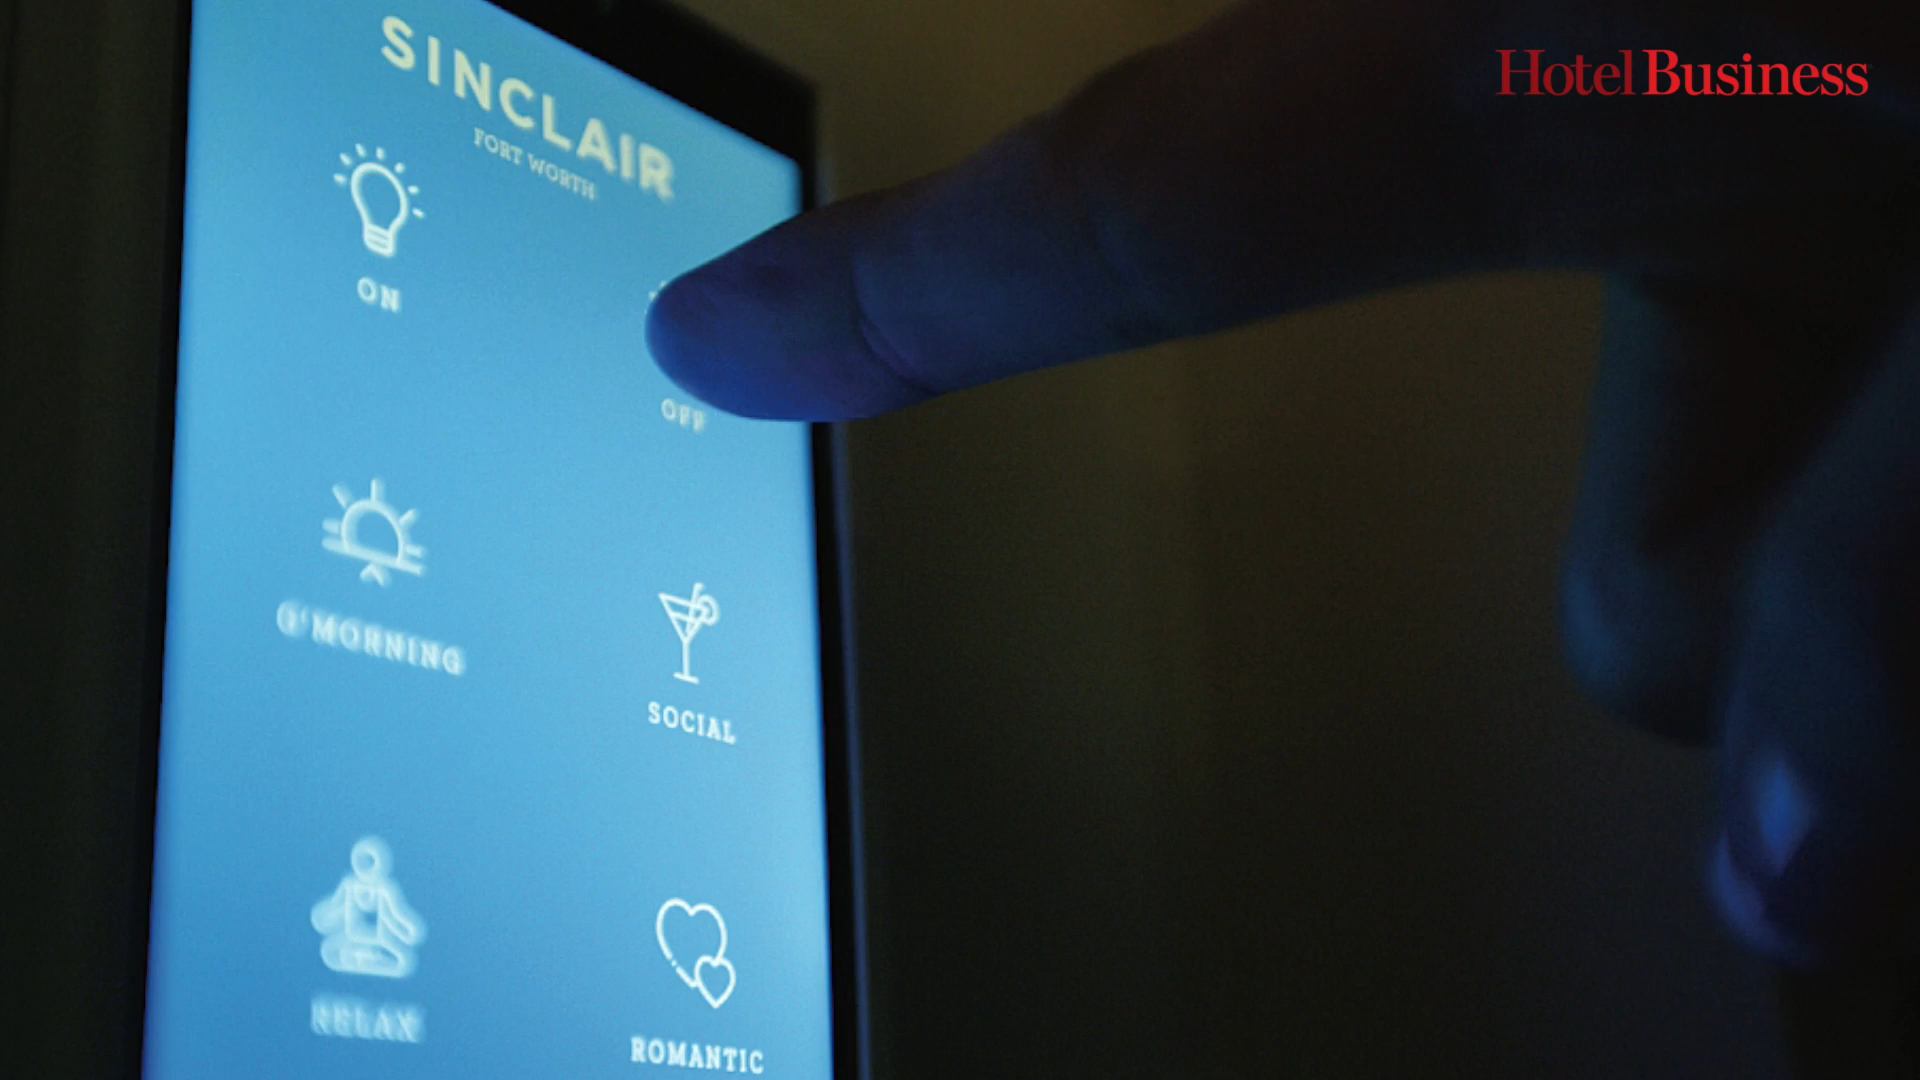 SINCLAIR
FORT WORTH
Hotel Business
ON
OFF
G'MORNING
SOCIAL
RELAX
ROMANTIC